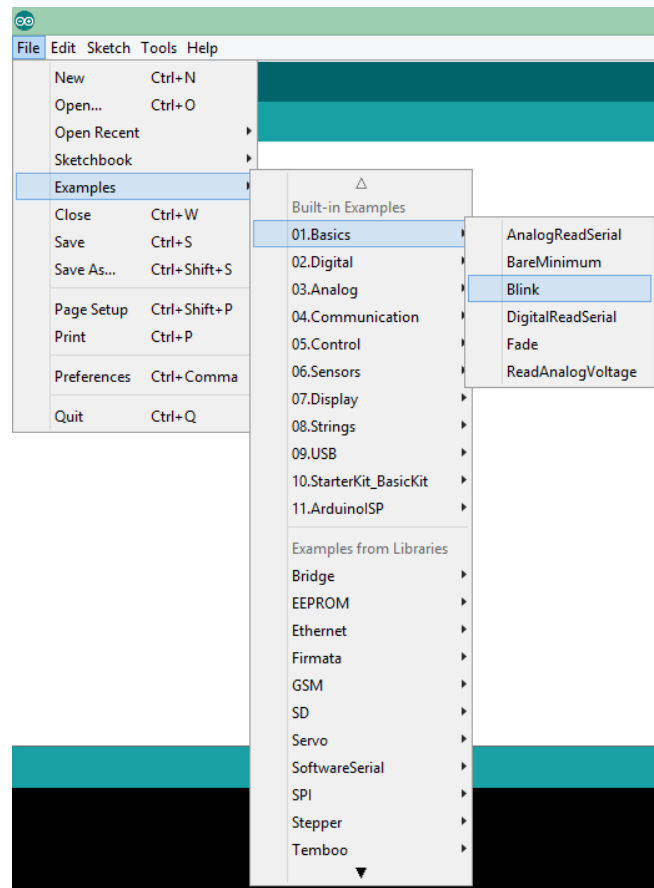 File Edit Sketch Tools Help
New Ctrl+N
Open... Ctrl+O
Open Recent
Sketchbook
Examples
Close Ctrl+W
Save Ctrl+S
Save As... Ctrl+Shift+S
Page Setup Ctrl+Shift+P
Print Ctrl+P
Preferences Ctrl+Comma
Quit Ctrl+Q
Built-in Examples
01.Basics
02.Digital
03.Analog
04.Communication
05.Control
06.Sensors
07.Display
08.Strings
09.USB
10.StarterKit_BasicKit
11.ArduinoISP
Examples from Libraries
Bridge
EEPROM
Ethernet
Firmata
GSM
SD
Servo
SoftwareSerial
SPI
Stepper
Temboo
AnalogReadSerial
BareMinimum
Blink
DigitalReadSerial
Fade
ReadAnalogVoltage